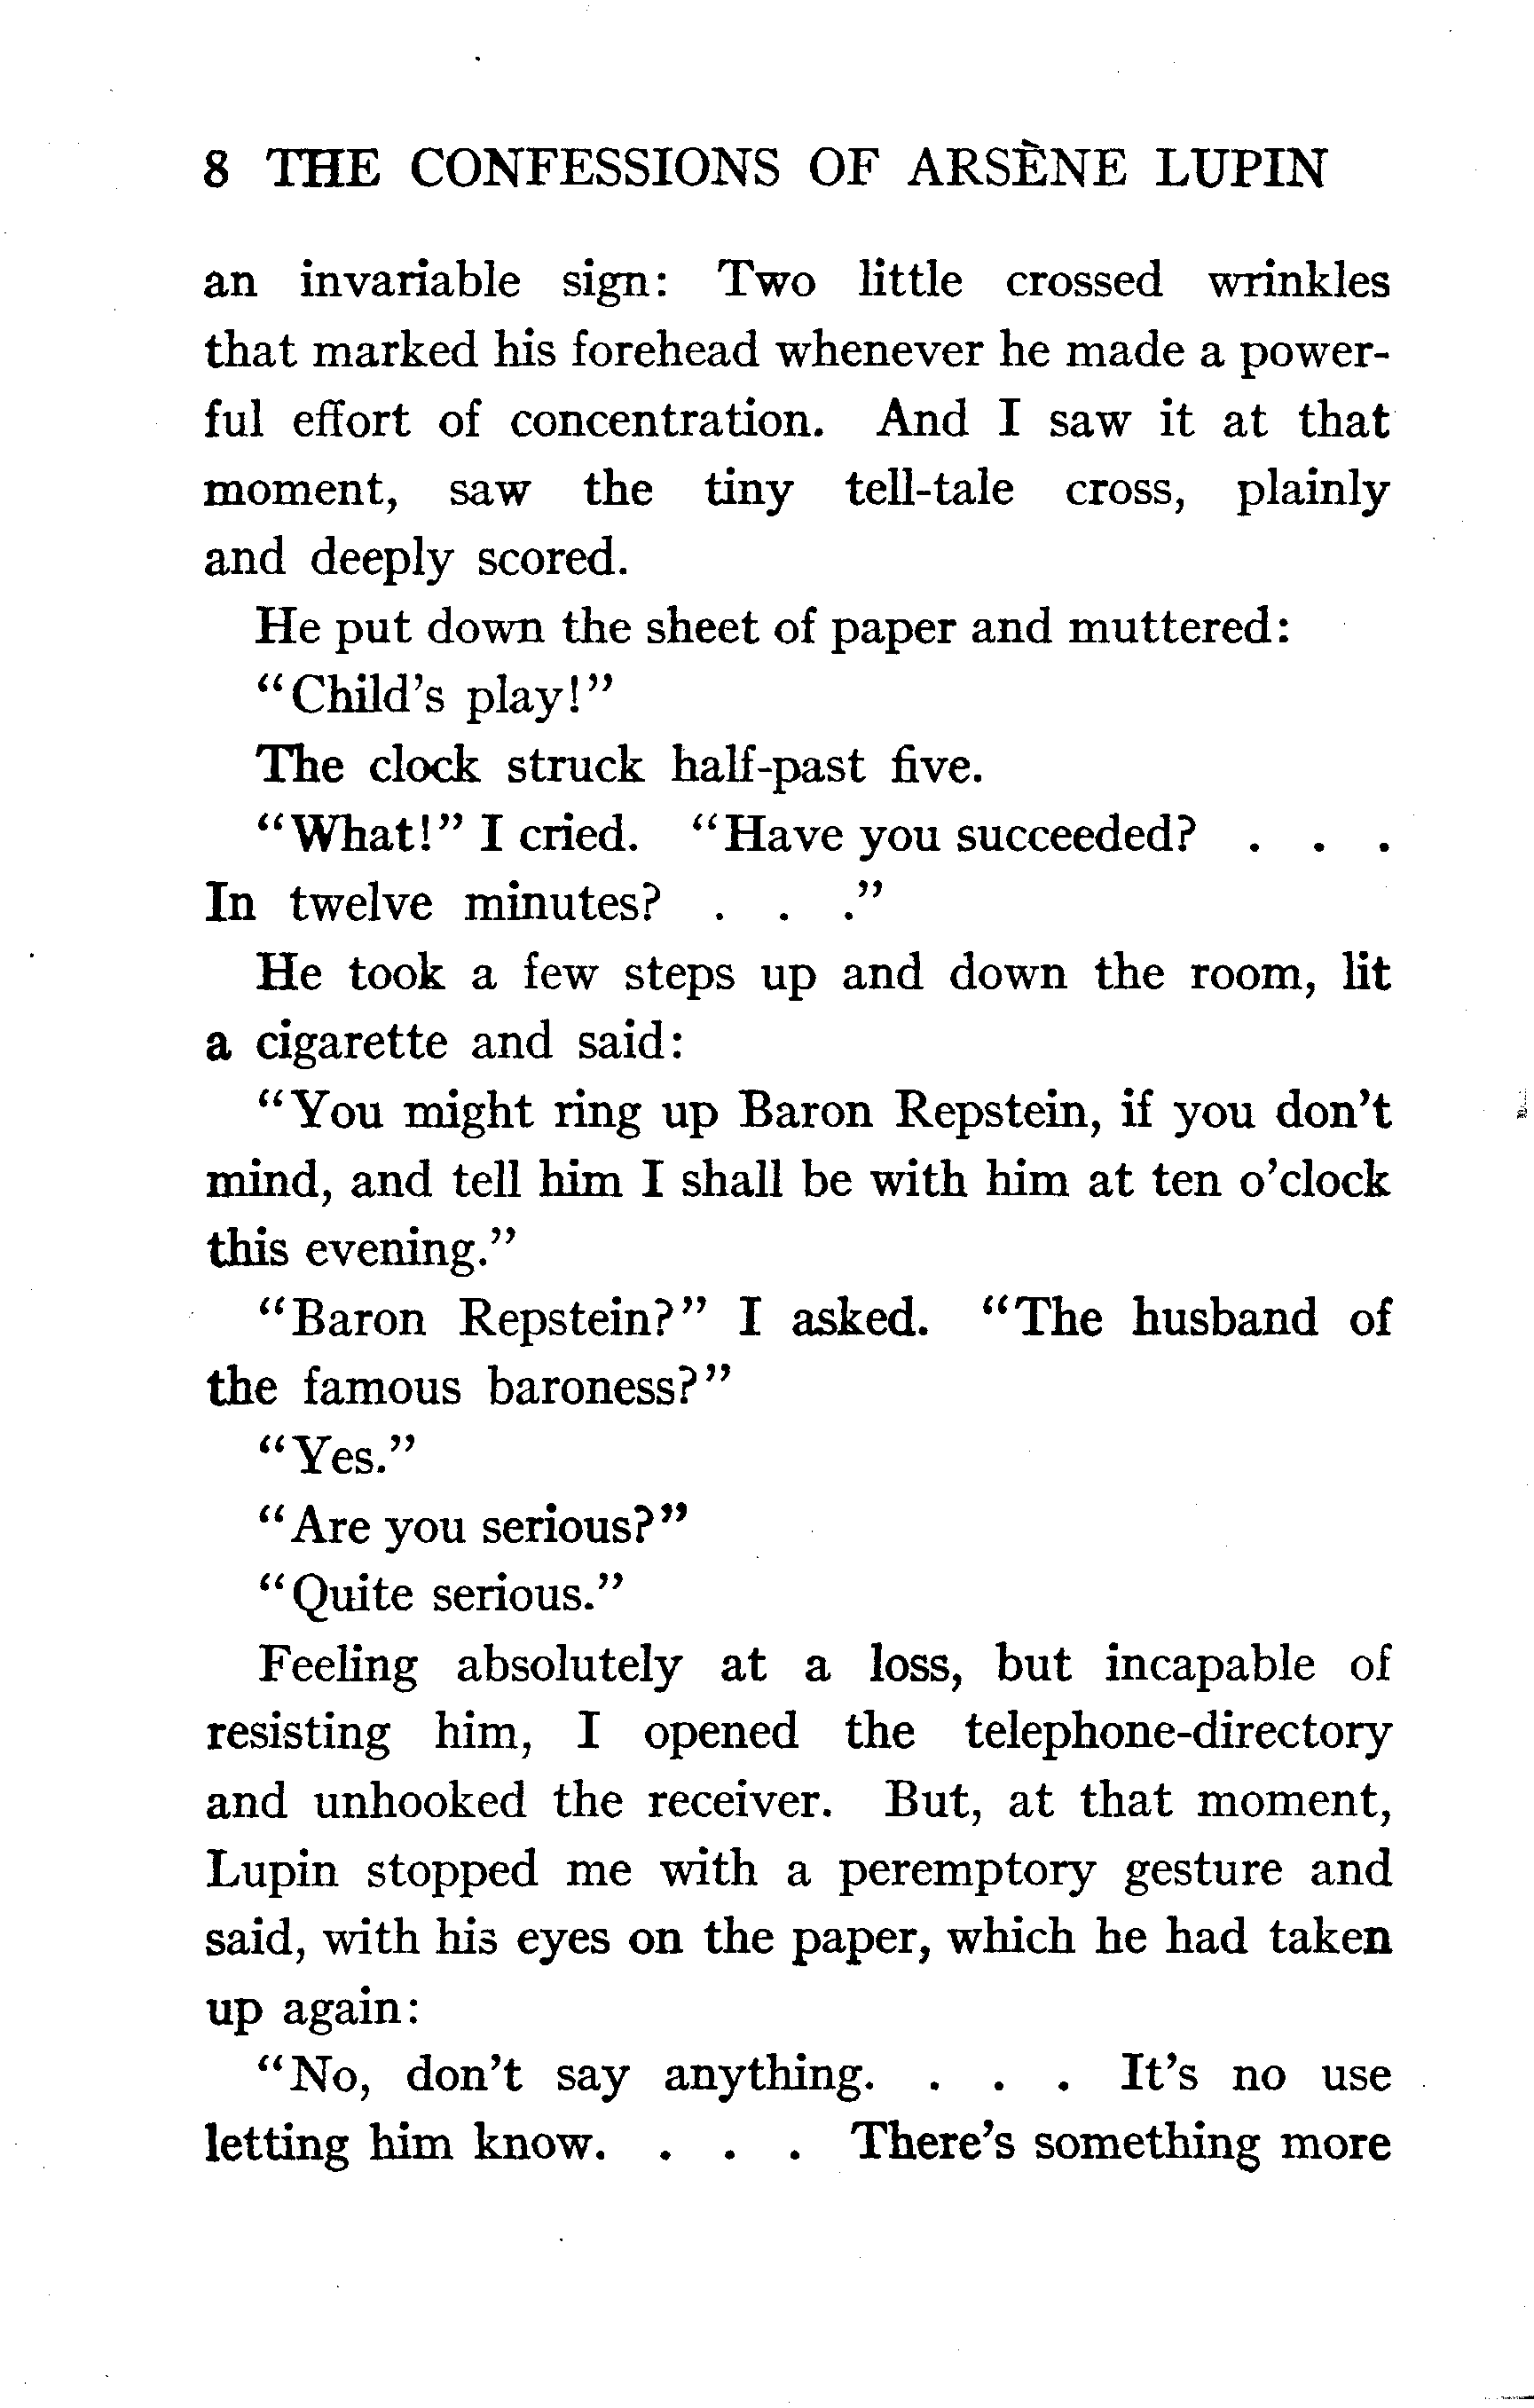 8 THE CONFESSIONS OF ARSÈNE LUPIN
an invariable sign: Two little crossed wrinkles
that marked his forehead whenever he made a power-
ful effort of concentration. And I saw it at that
moment, saw the tiny tell-tale cross, plainly
and deeply scored.
He put down the sheet of paper and muttered:
“Child’s play!”
The clock struck half-past five.
“What!” I cried. “Have you succeeded? . . .
In twelve minutes? . . .”
He took a few steps up and down the room, lit
a cigarette and said:
“You might ring up Baron Repstein, if you don’t
mind, and tell him I shall be with him at ten o’clock
this evening.”
“Baron Repstein?” I asked. “The husband of
the famous baroness?”
“Yes.”
“Are you serious?”
“Quite serious.”
Feeling absolutely at a loss, but incapable of
resisting him, I opened the telephone-directory
and unhooked the receiver. But, at that moment,
Lupin stopped me with a peremptory gesture and
said, with his eyes on the paper, which he had taken
up again:
“No, don’t say anything. . . . It’s no use
letting him know. . . . There’s something more